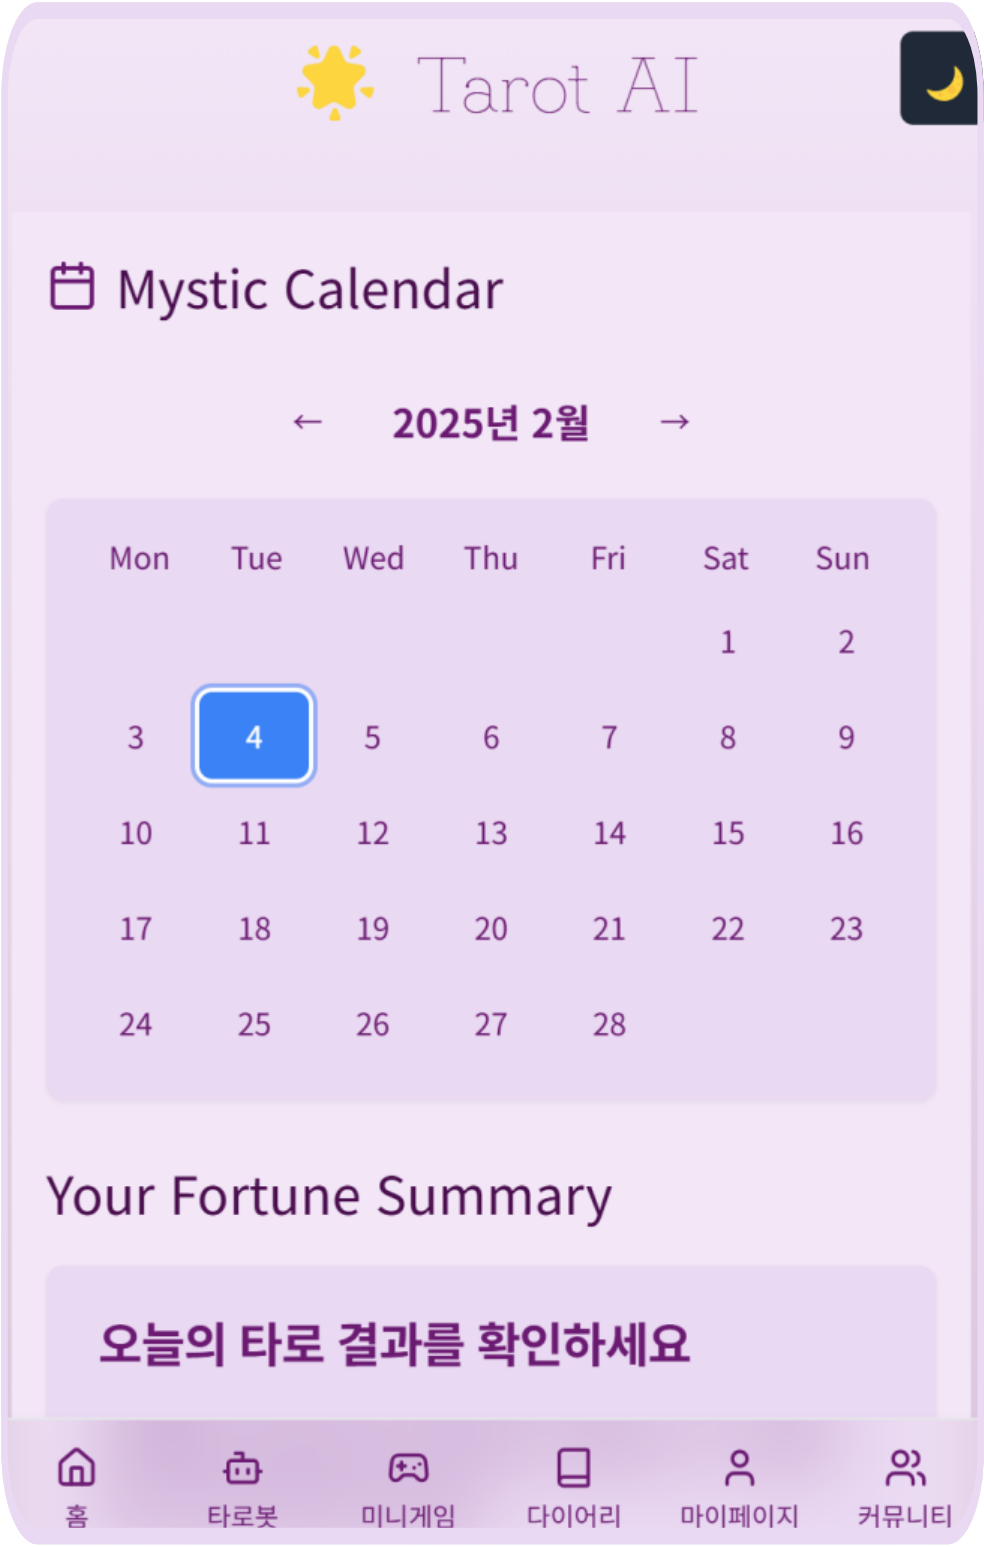 Tarot AI
Mystic Calendar
← 2025년 2월 →
Mon Tue Wed Thu Fri Sat Sun
1 2
3 4 5 6 7 8 9
10 11 12 13 14 15 16
17 18 19 20 21 22 23
24 25 26 27 28
Your Fortune Summary
오늘의 타로 결과를 확인하세요
홈 타로봇 미니게임 다이어리 마이페이지 커뮤니티